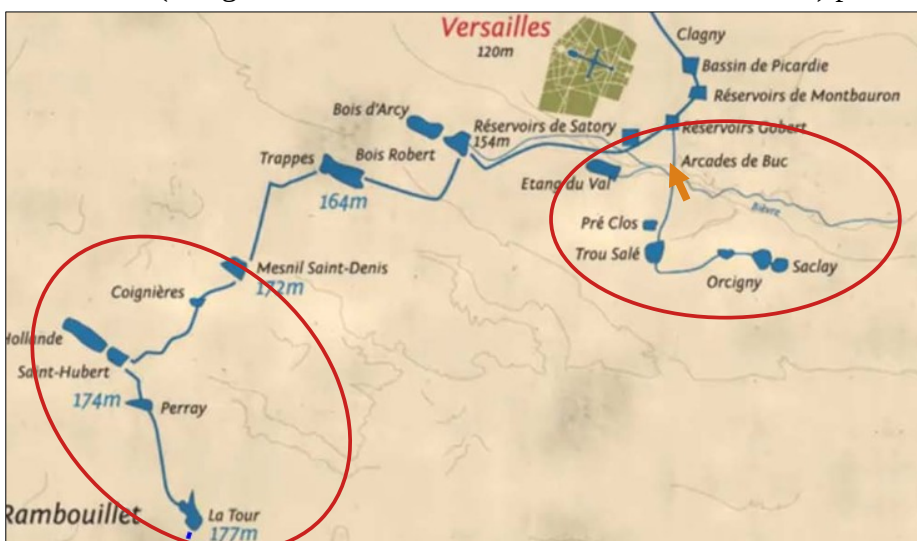 Versailles
120m
Clagny
Bassin de Picardie
Réservoirs de Montbauron
Bois d'Arcy
Réservoirs de Satory
154m
Réservoirs Gobert
Trappes
Bois Robert
Arcades de Buc
164m
Etang du Val
Bièvre
Pré Clos
Trou Salé
Mesnil Saint-Denis
172m
Orcigny
Saclay
Coignières
Hollande
Saint-Hubert
174m
Perray
Rambouillet
La Tour
177m